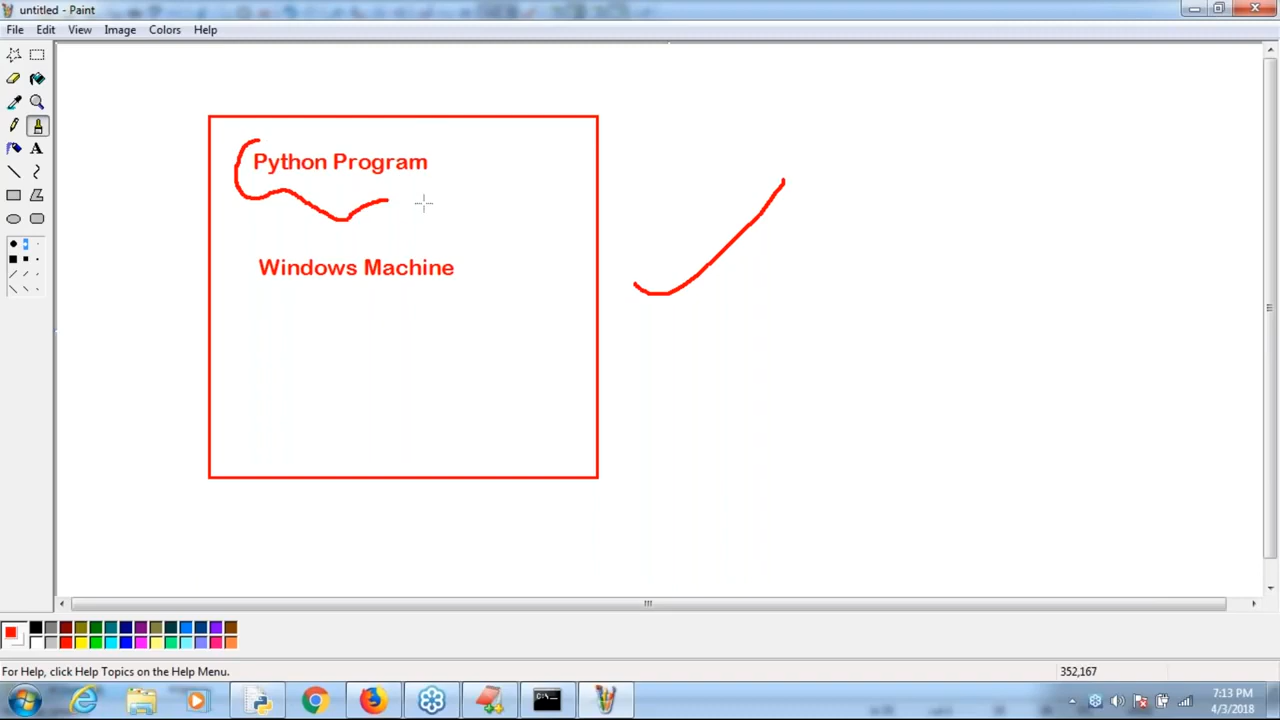 untitled - Paint
File Edit View Image Colors Help
Python Program
Windows Machine
For Help, click Help Topics on the Help Menu.
352,167
7:13 PM
4/3/2018